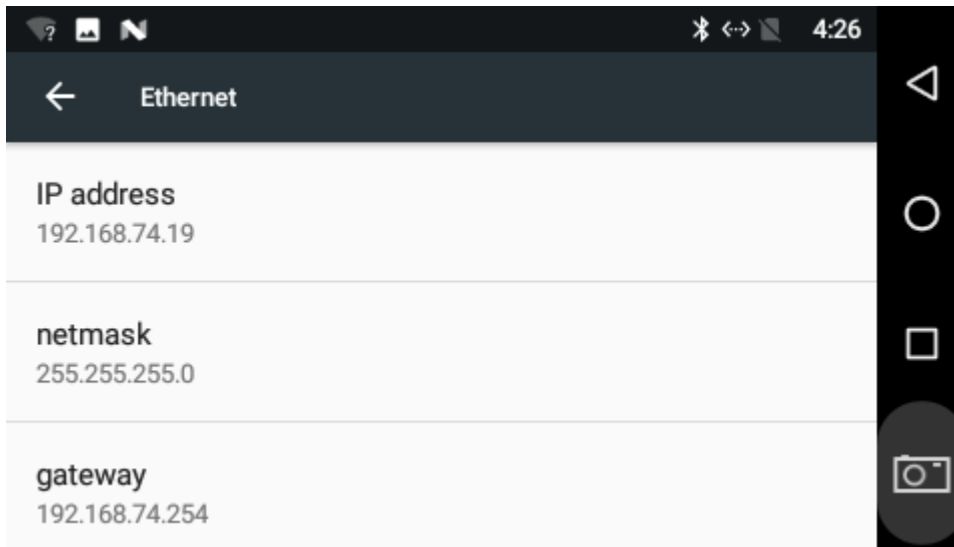 4:26
Ethernet
IP address
192.168.74.19
netmask
255.255.255.0
gateway
192.168.74.254